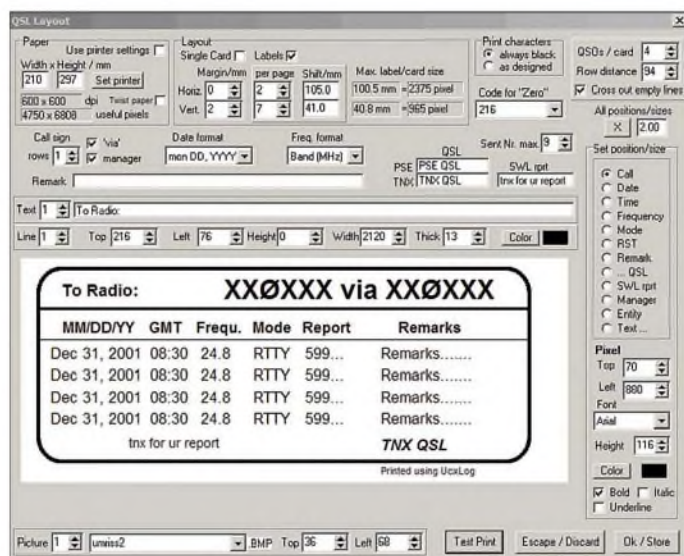 QSL Layout
Paper
Use printer settings
Width x Height / mm
210 297 Set printer
600 x 600 dpi Twist paper
4750 x 6808 useful pixels
Layout
Single Card Labels
Margin/mm per page Shift/mm Max. label/card size
Horiz. 0 2 105.0 100.5 mm =2375 pixel
Vert. 2 7 41.0 40.8 mm =965 pixel
Print characters
always black
as designed
Code for "Zero"
216
QSOs / card 4
Row distance 94
Cross out empty lines
All positions/sizes
X 2.00
Call sign
rows 1 'via'
manager
Date format
mon DD, YYYY
Freq. format
Band (MHz)
QSL
PSE PSE QSL
TNX TNX QSL
Sent Nr. max. 9
SWL rprt
tnx for ur report
Remark
Text 1 To Radio:
Line 1 Top 216 Left 76 Height 0 Width 2120 Thick 13 Color
To Radio: XXØXXX via XXØXXX
MM/DD/YY GMT Frequ. Mode Report Remarks
Dec 31, 2001 08:30 24.8 RTTY 599... Remarks.......
Dec 31, 2001 08:30 24.8 RTTY 599... Remarks.......
Dec 31, 2001 08:30 24.8 RTTY 599... Remarks.......
Dec 31, 2001 08:30 24.8 RTTY 599... Remarks.......
tnx for ur report TNX QSL
Printed using UcxLog
Set position/size
Call
Date
Time
Frequency
Mode
RST
Remark
... QSL
SWL rprt
Manager
Entity
Text ...
Pixel
Top 70
Left 880
Font
Arial
Height 116
Color
Bold Italic
Underline
Picture 1 umriss2 .BMP Top 36 Left 68 Test Print Escape / Discard Ok / Store